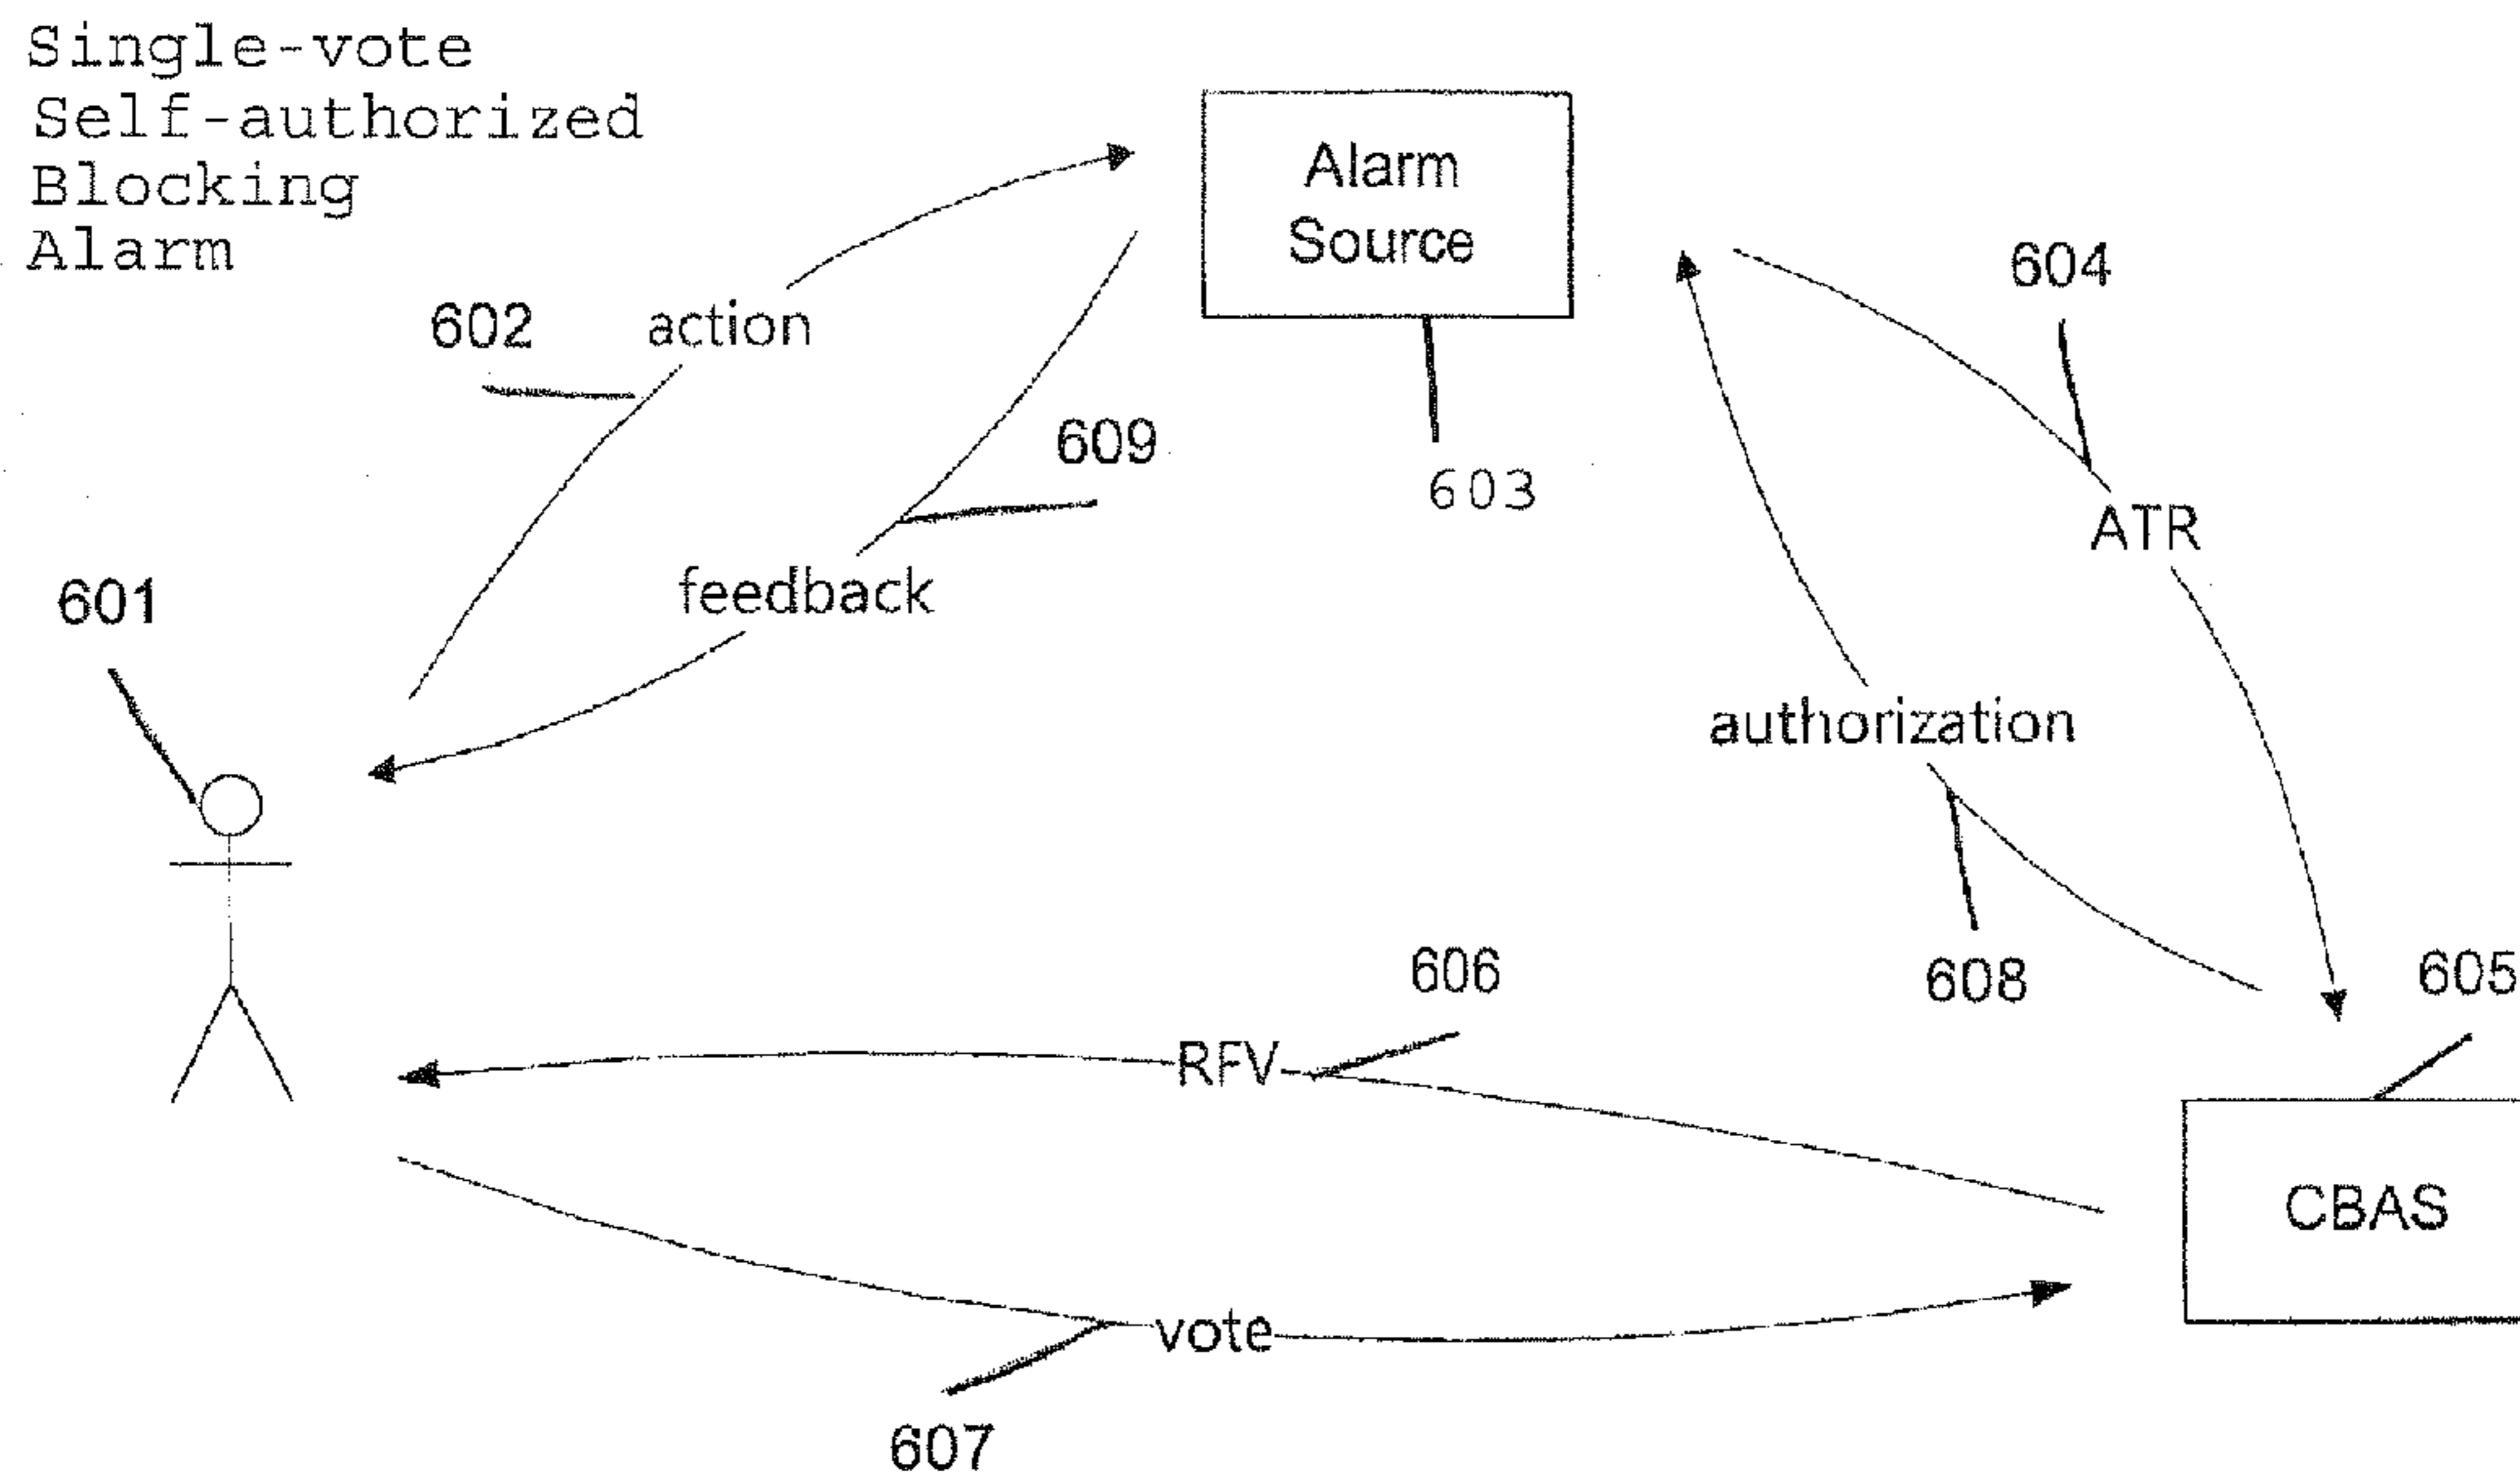 Single-vote
Self-authorized
Blocking
Alarm
Alarm
Source
604
602
action
609
603
ATR
601
feedback
authorization
606
608
605
RFV
CBAS
vote
607